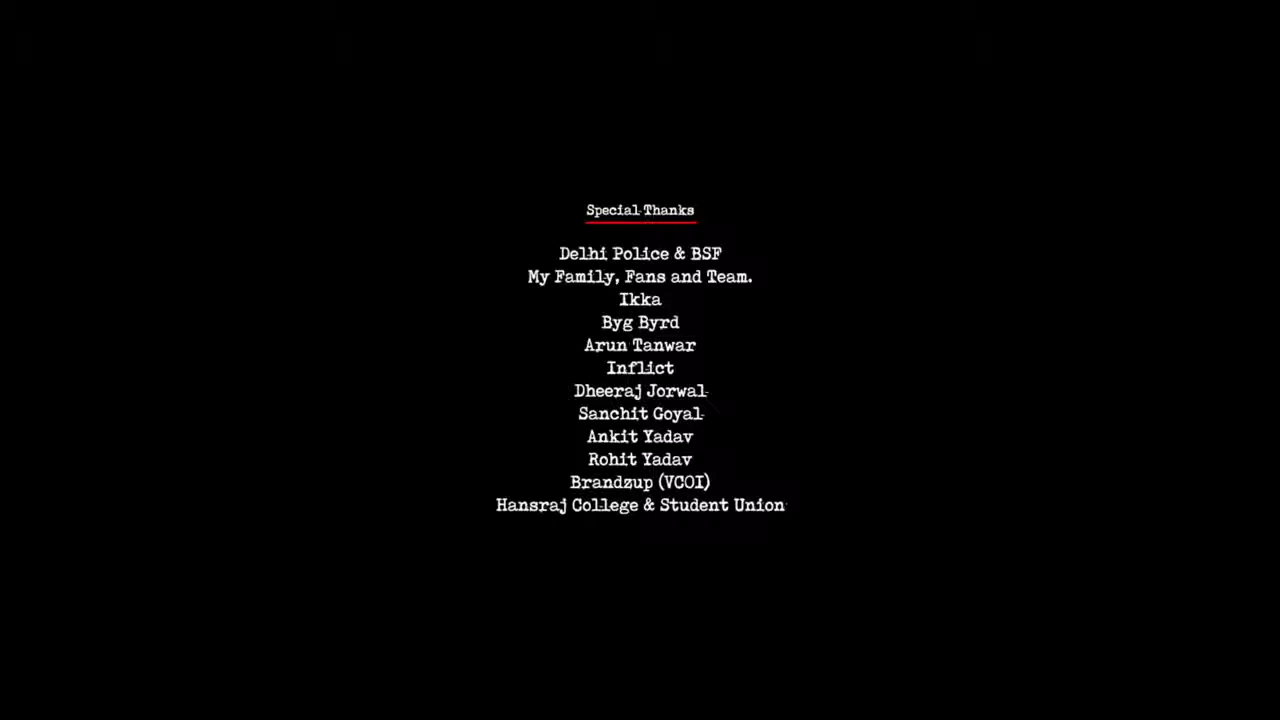 Special Thanks
Delhi Police & BSF
My Family, Fans and Team.
Ikka
Byg Byrd
Arun Tanwar
Inflict
Dheeraj Jorwal
Sanchit Goyal
Ankit Yadav
Rohit Yadav
Brandzup (VCOI)
Hansraj College & Student Union